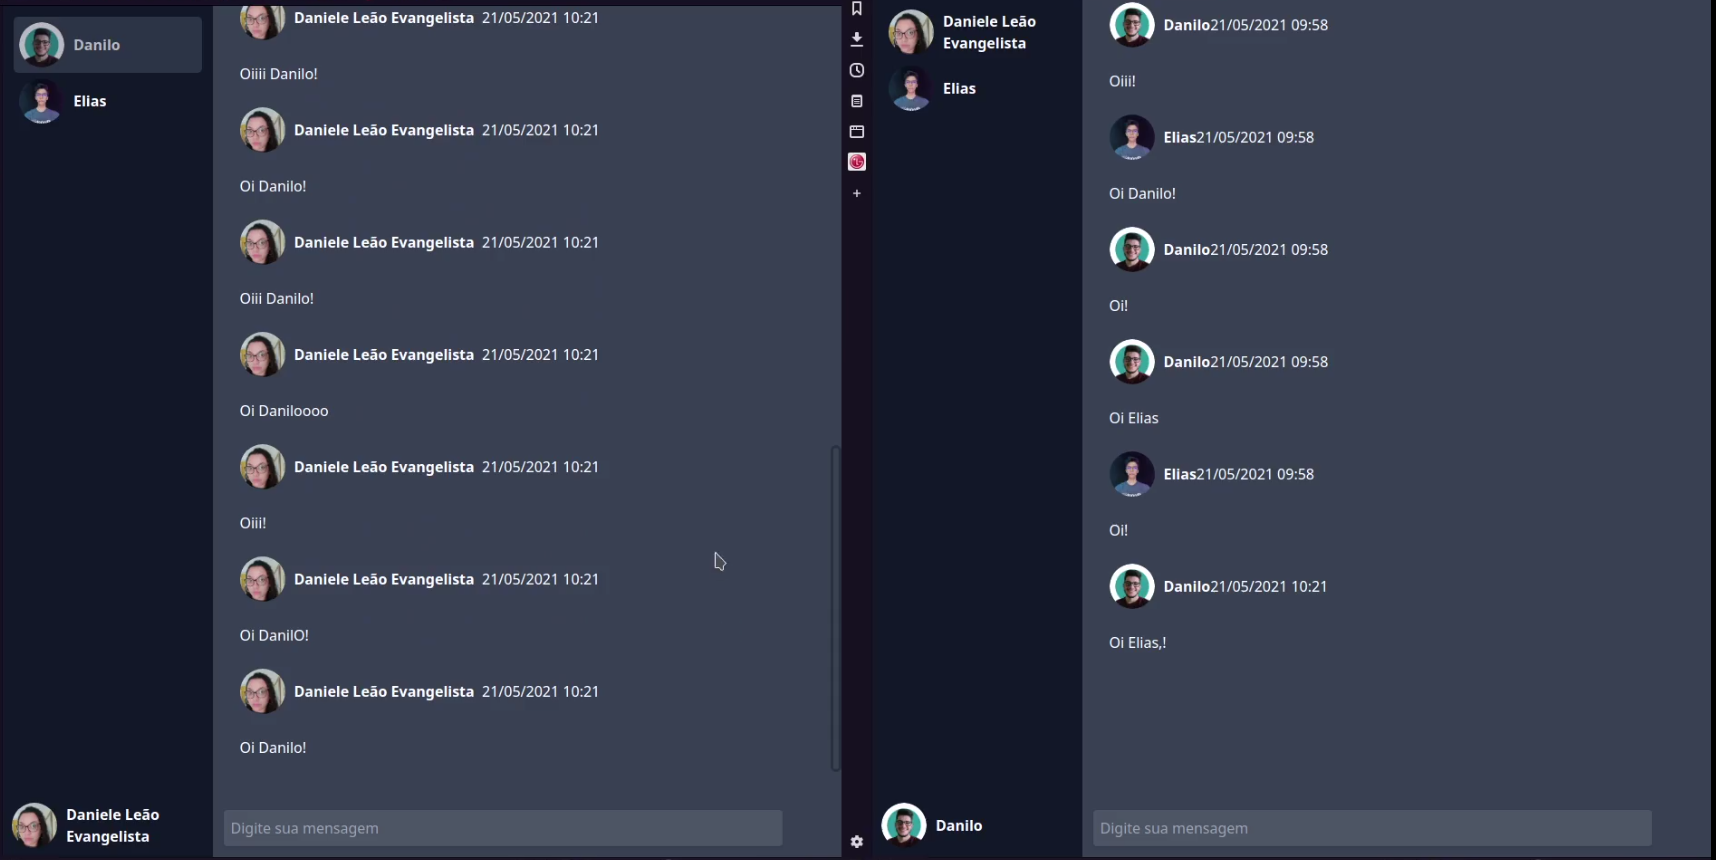 Danilo
Elias
Daniele Leão Evangelista 21/05/2021 10:21
Oiiii Danilo!
Daniele Leão Evangelista 21/05/2021 10:21
Oi Danilo!
Daniele Leão Evangelista 21/05/2021 10:21
Oiii Danilo!
Daniele Leão Evangelista 21/05/2021 10:21
Oi Daniloooo
Daniele Leão Evangelista 21/05/2021 10:21
Oiii!
Daniele Leão Evangelista 21/05/2021 10:21
Oi DanilO!
Daniele Leão Evangelista 21/05/2021 10:21
Oi Danilo!
Daniele Leão
Evangelista
Digite sua mensagem
Daniele Leão
Evangelista
Elias
Danilo21/05/2021 09:58
Oiii!
Elias21/05/2021 09:58
Oi Danilo!
Danilo21/05/2021 09:58
Oi!
Danilo21/05/2021 09:58
Oi Elias
Elias21/05/2021 09:58
Oi!
Danilo21/05/2021 10:21
Oi Elias,!
Danilo
Digite sua mensagem